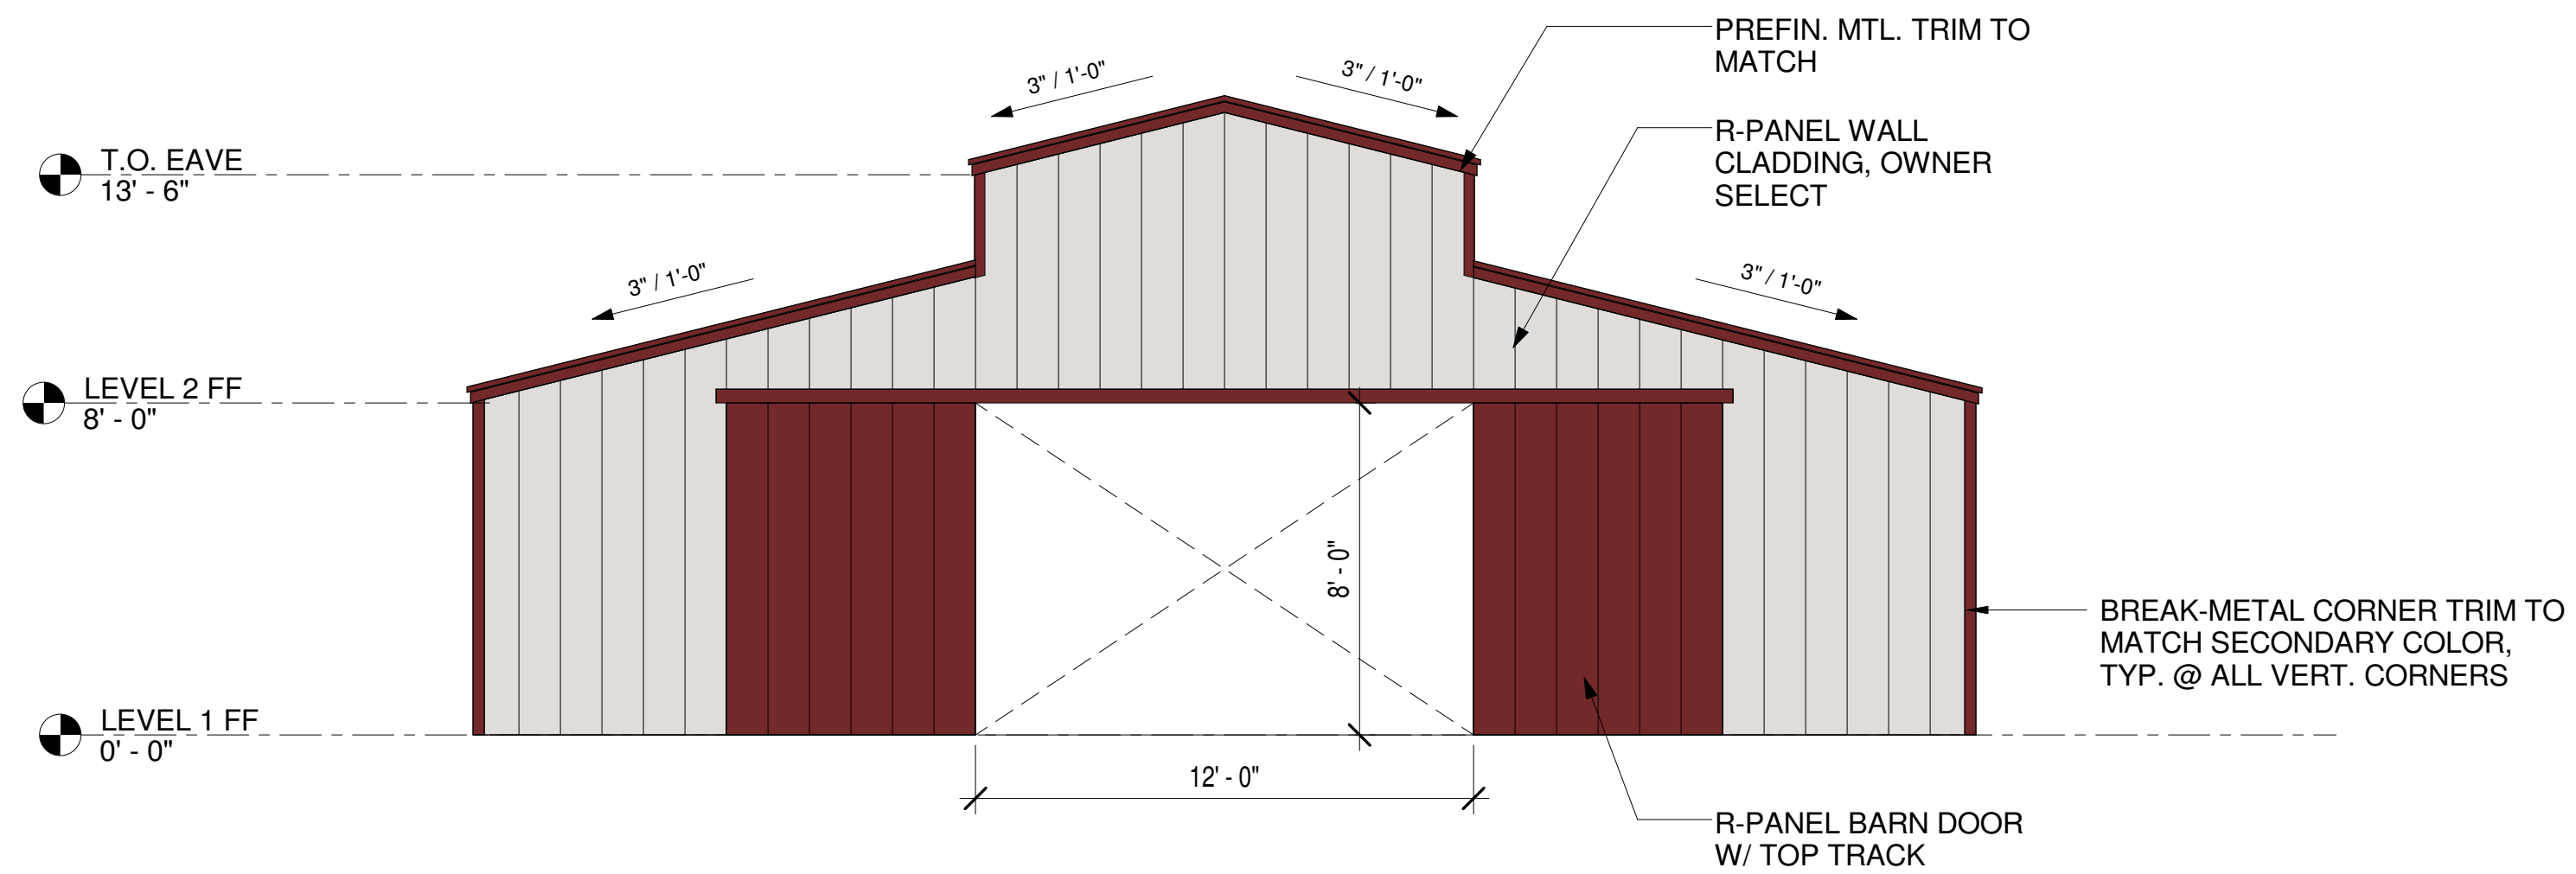 PREFIN. MTL. TRIM TO
MATCH
3" / 1'-0"
3" / 1'-0"
R-PANEL WALL
CLADDING, OWNER
SELECT
T.O. EAVE
13' - 6"
3" / 1'-0"
3" / 1'-0"
LEVEL 2 FF
8' - 0"
8' - 0"
BREAK-METAL CORNER TRIM TO
MATCH SECONDARY COLOR,
TYP. @ ALL VERT. CORNERS
LEVEL 1 FF
0' - 0"
12' - 0"
R-PANEL BARN DOOR
W/ TOP TRACK